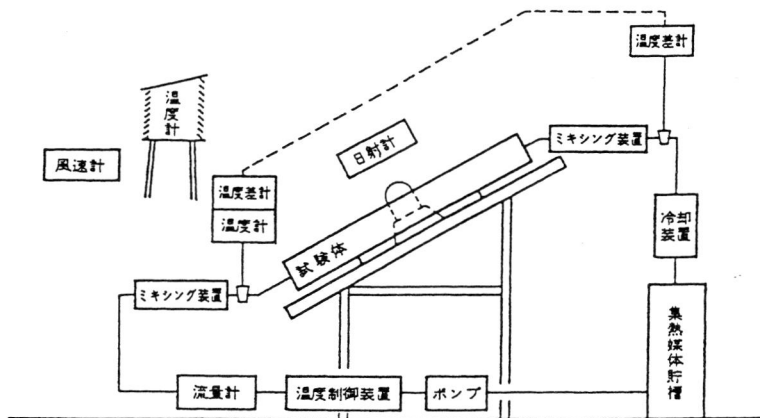 温度差計
温度計
日射計
ミキシング装置
風速計
温度差計
温度計
試験体
冷却装置
ミキシング装置
集熱媒体貯槽
流量計
温度制御装置
ポンプ